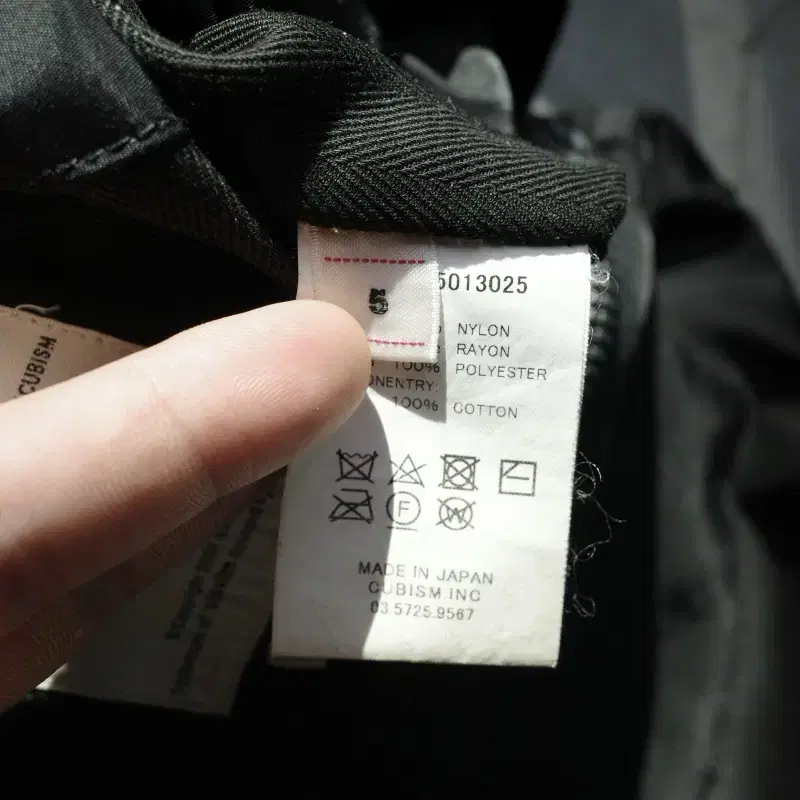 5
5013025
NYLON
RAYON
100% POLYESTER
ONENTRY:
100% COTTON
F
W
MADE IN JAPAN
CUBISM.INC
03.5725.9567
CUBISM